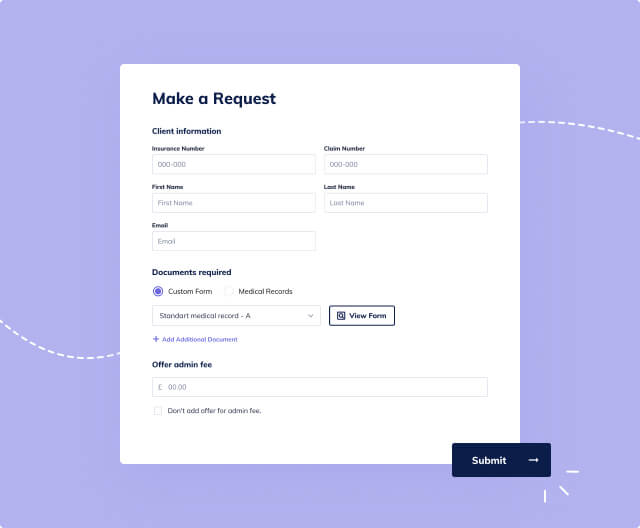 Make a Request
Client information
Insurance Number
Claim Number
000-000
000-000
First Name
Last Name
First Name
Last Name
Email
Email
Documents required
Custom Form
Medical Records
Standart medical record - A
View Form
+ Add Additional Document
Offer admin fee
£ 00.00
Don't add offer for admin fee.
Submit →